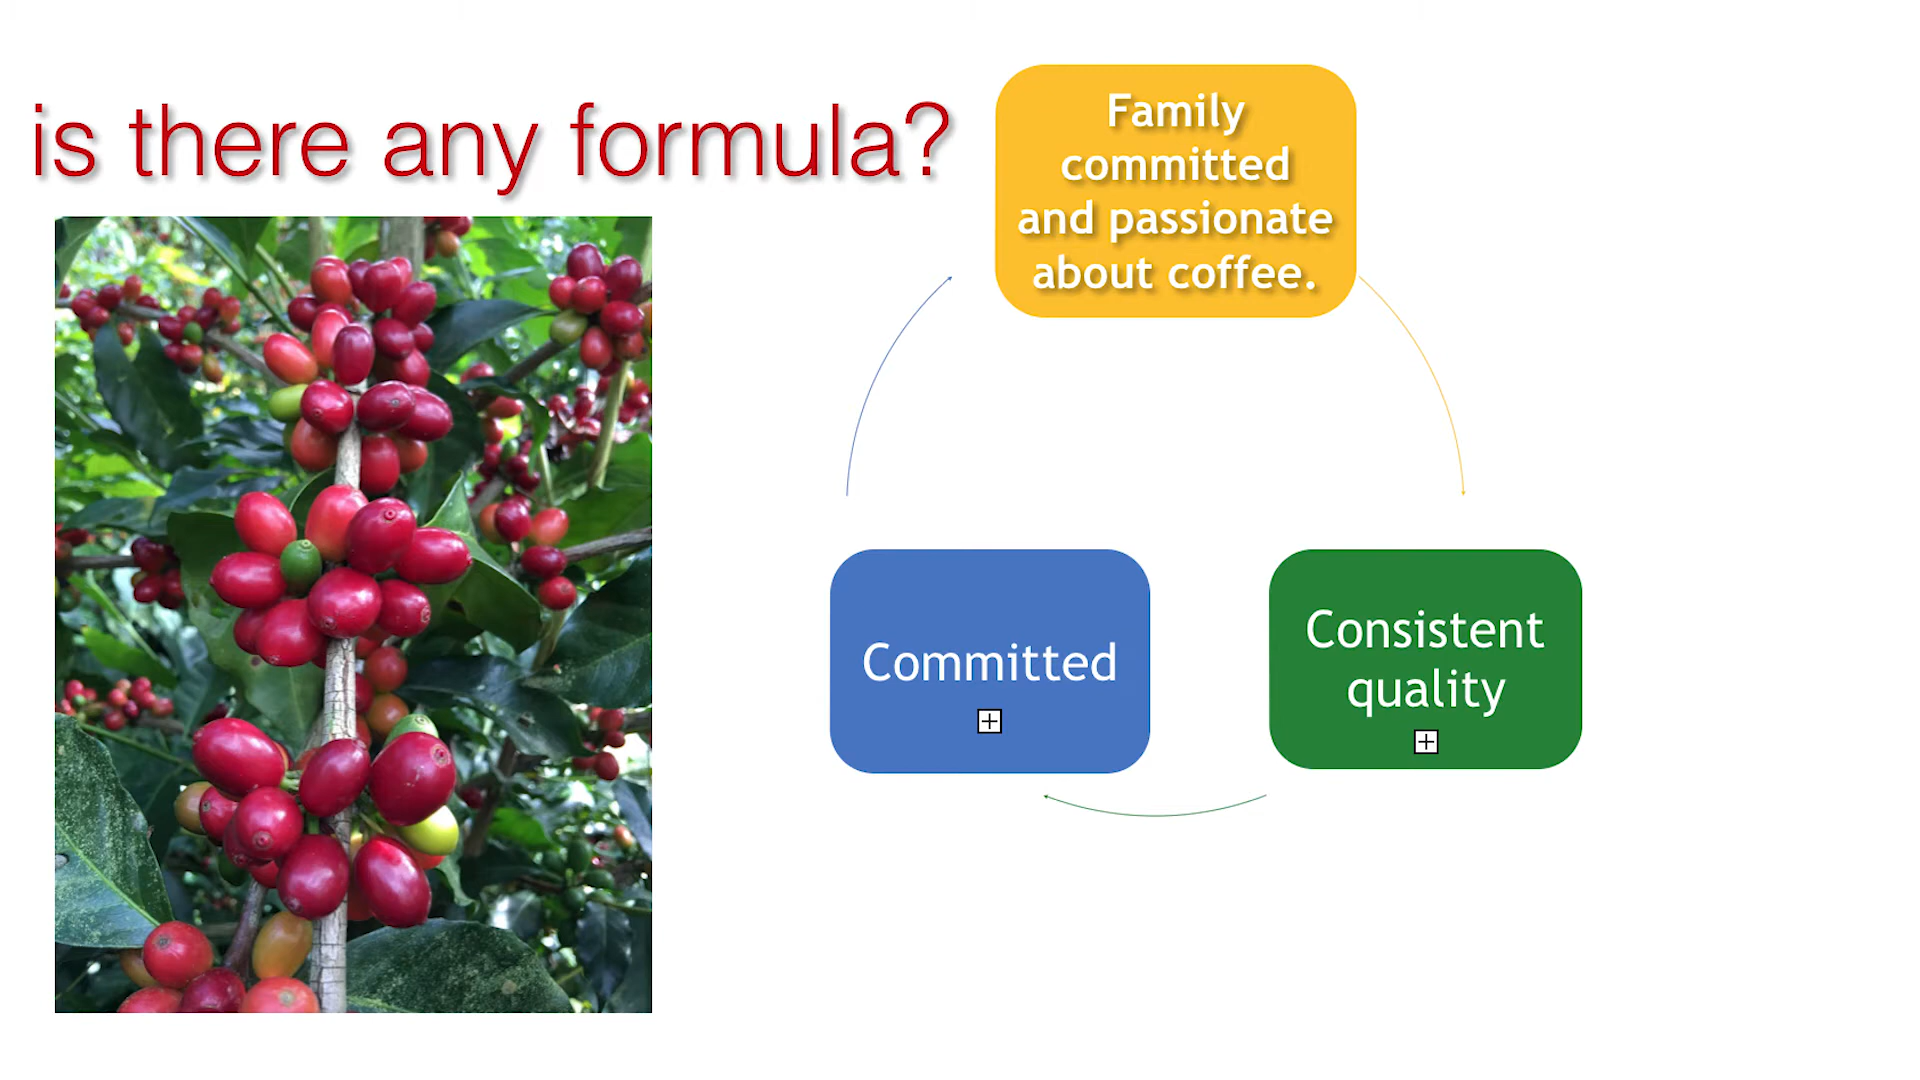 is there any formula?
Family
committed
and passionate
about coffee.
Consistent
quality
Committed